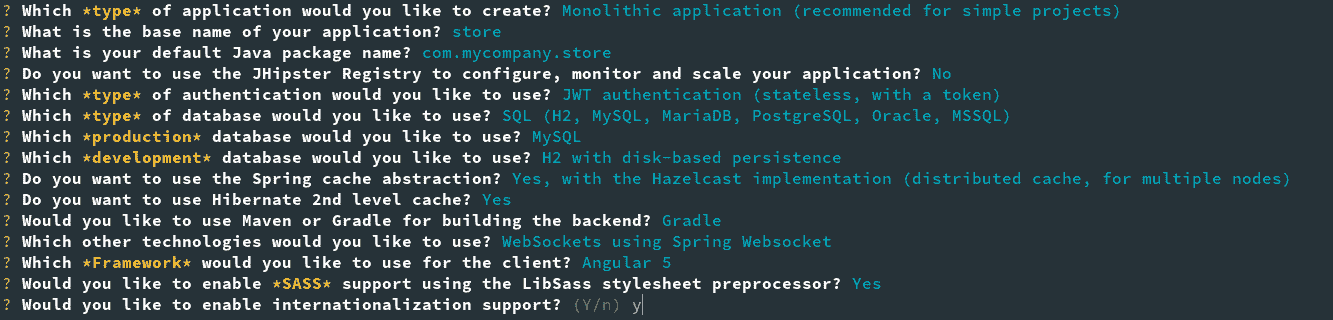 ? Which *type* of application would you like to create? Monolithic application (recommended for simple projects)
? What is the base name of your application? store
? What is your default Java package name? com.mycompany.store
? Do you want to use the JHipster Registry to configure, monitor and scale your application? No
? Which *type* of authentication would you like to use? JWT authentication (stateless, with a token)
? Which *type* of database would you like to use? SQL (H2, MySQL, MariaDB, PostgreSQL, Oracle, MSSQL)
? Which *production* database would you like to use? MySQL
? Which *development* database would you like to use? H2 with disk-based persistence
? Do you want to use the Spring cache abstraction? Yes, with the Hazelcast implementation (distributed cache, for multiple nodes)
? Do you want to use Hibernate 2nd level cache? Yes
? Would you like to use Maven or Gradle for building the backend? Gradle
? Which other technologies would you like to use? WebSockets using Spring Websocket
? Which *Framework* would you like to use for the client? Angular 5
? Would you like to enable *SASS* support using the LibSass stylesheet preprocessor? Yes
? Would you like to enable internationalization support? (Y/n) y